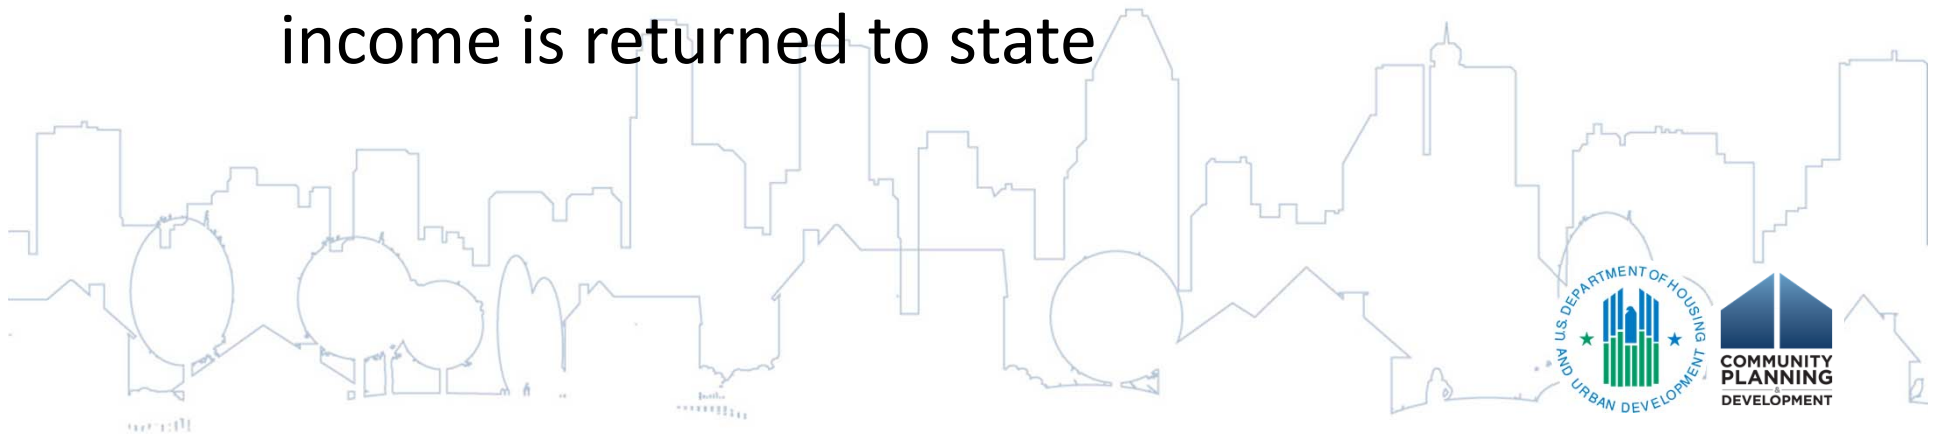 income is returned to state
U.S. DEPARTMENT OF HOUSING
AND URBAN DEVELOPMENT
COMMUNITY
PLANNING
&
DEVELOPMENT